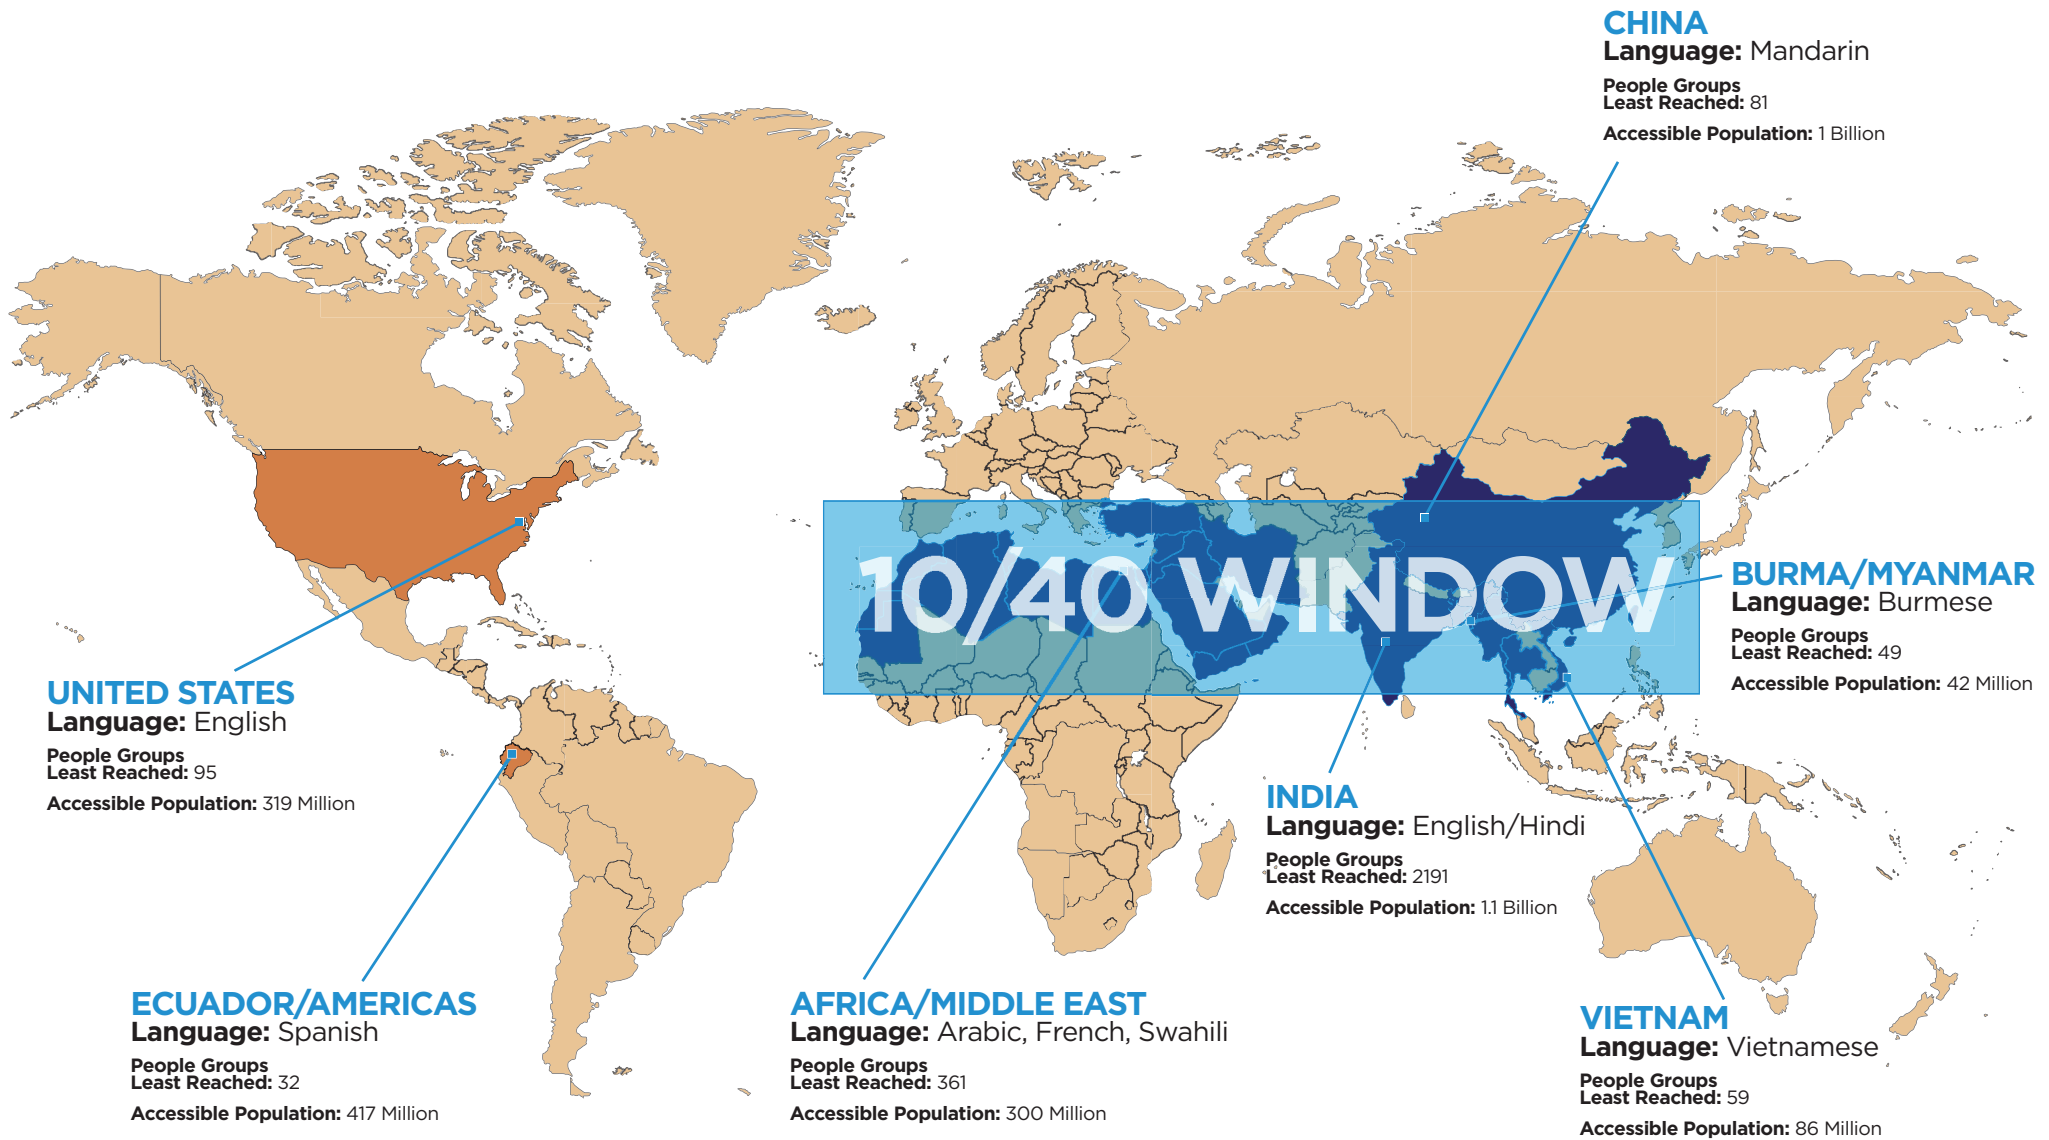 CHINA
Language: Mandarin
People Groups
Least Reached: 81
Accessible Population: 1 Billion
10/40 WINDOW
BURMA/MYANMAR
Language: Burmese
People Groups
Least Reached: 49
Accessible Population: 42 Million
UNITED STATES
Language: English
People Groups
Least Reached: 95
Accessible Population: 319 Million
INDIA
Language: English/Hindi
People Groups
Least Reached: 2191
Accessible Population: 1.1 Billion
ECUADOR/AMERICAS
Language: Spanish
People Groups
Least Reached: 32
Accessible Population: 417 Million
AFRICA/MIDDLE EAST
Language: Arabic, French, Swahili
People Groups
Least Reached: 361
Accessible Population: 300 Million
VIETNAM
Language: Vietnamese
People Groups
Least Reached: 59
Accessible Population: 86 Million